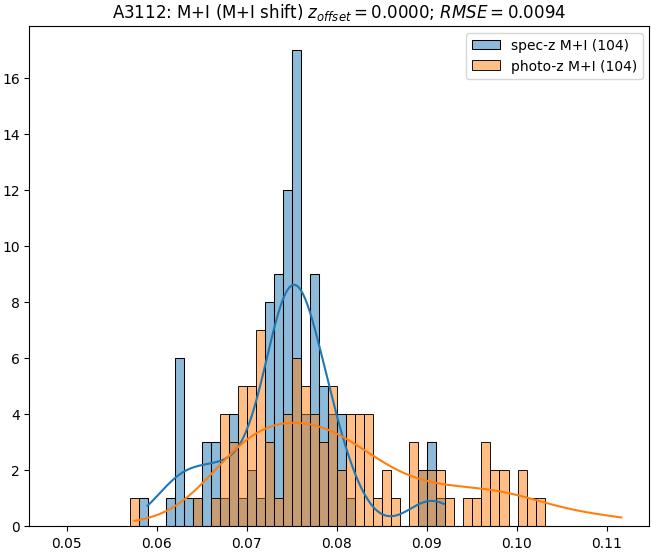 A3112: M+I (M+I shift) z_offset = 0.0000; RMSE = 0.0094
spec-z M+I (104)
photo-z M+I (104)
16
14
12
10
8
6
4
2
0
0.05 0.06 0.07 0.08 0.09 0.10 0.11